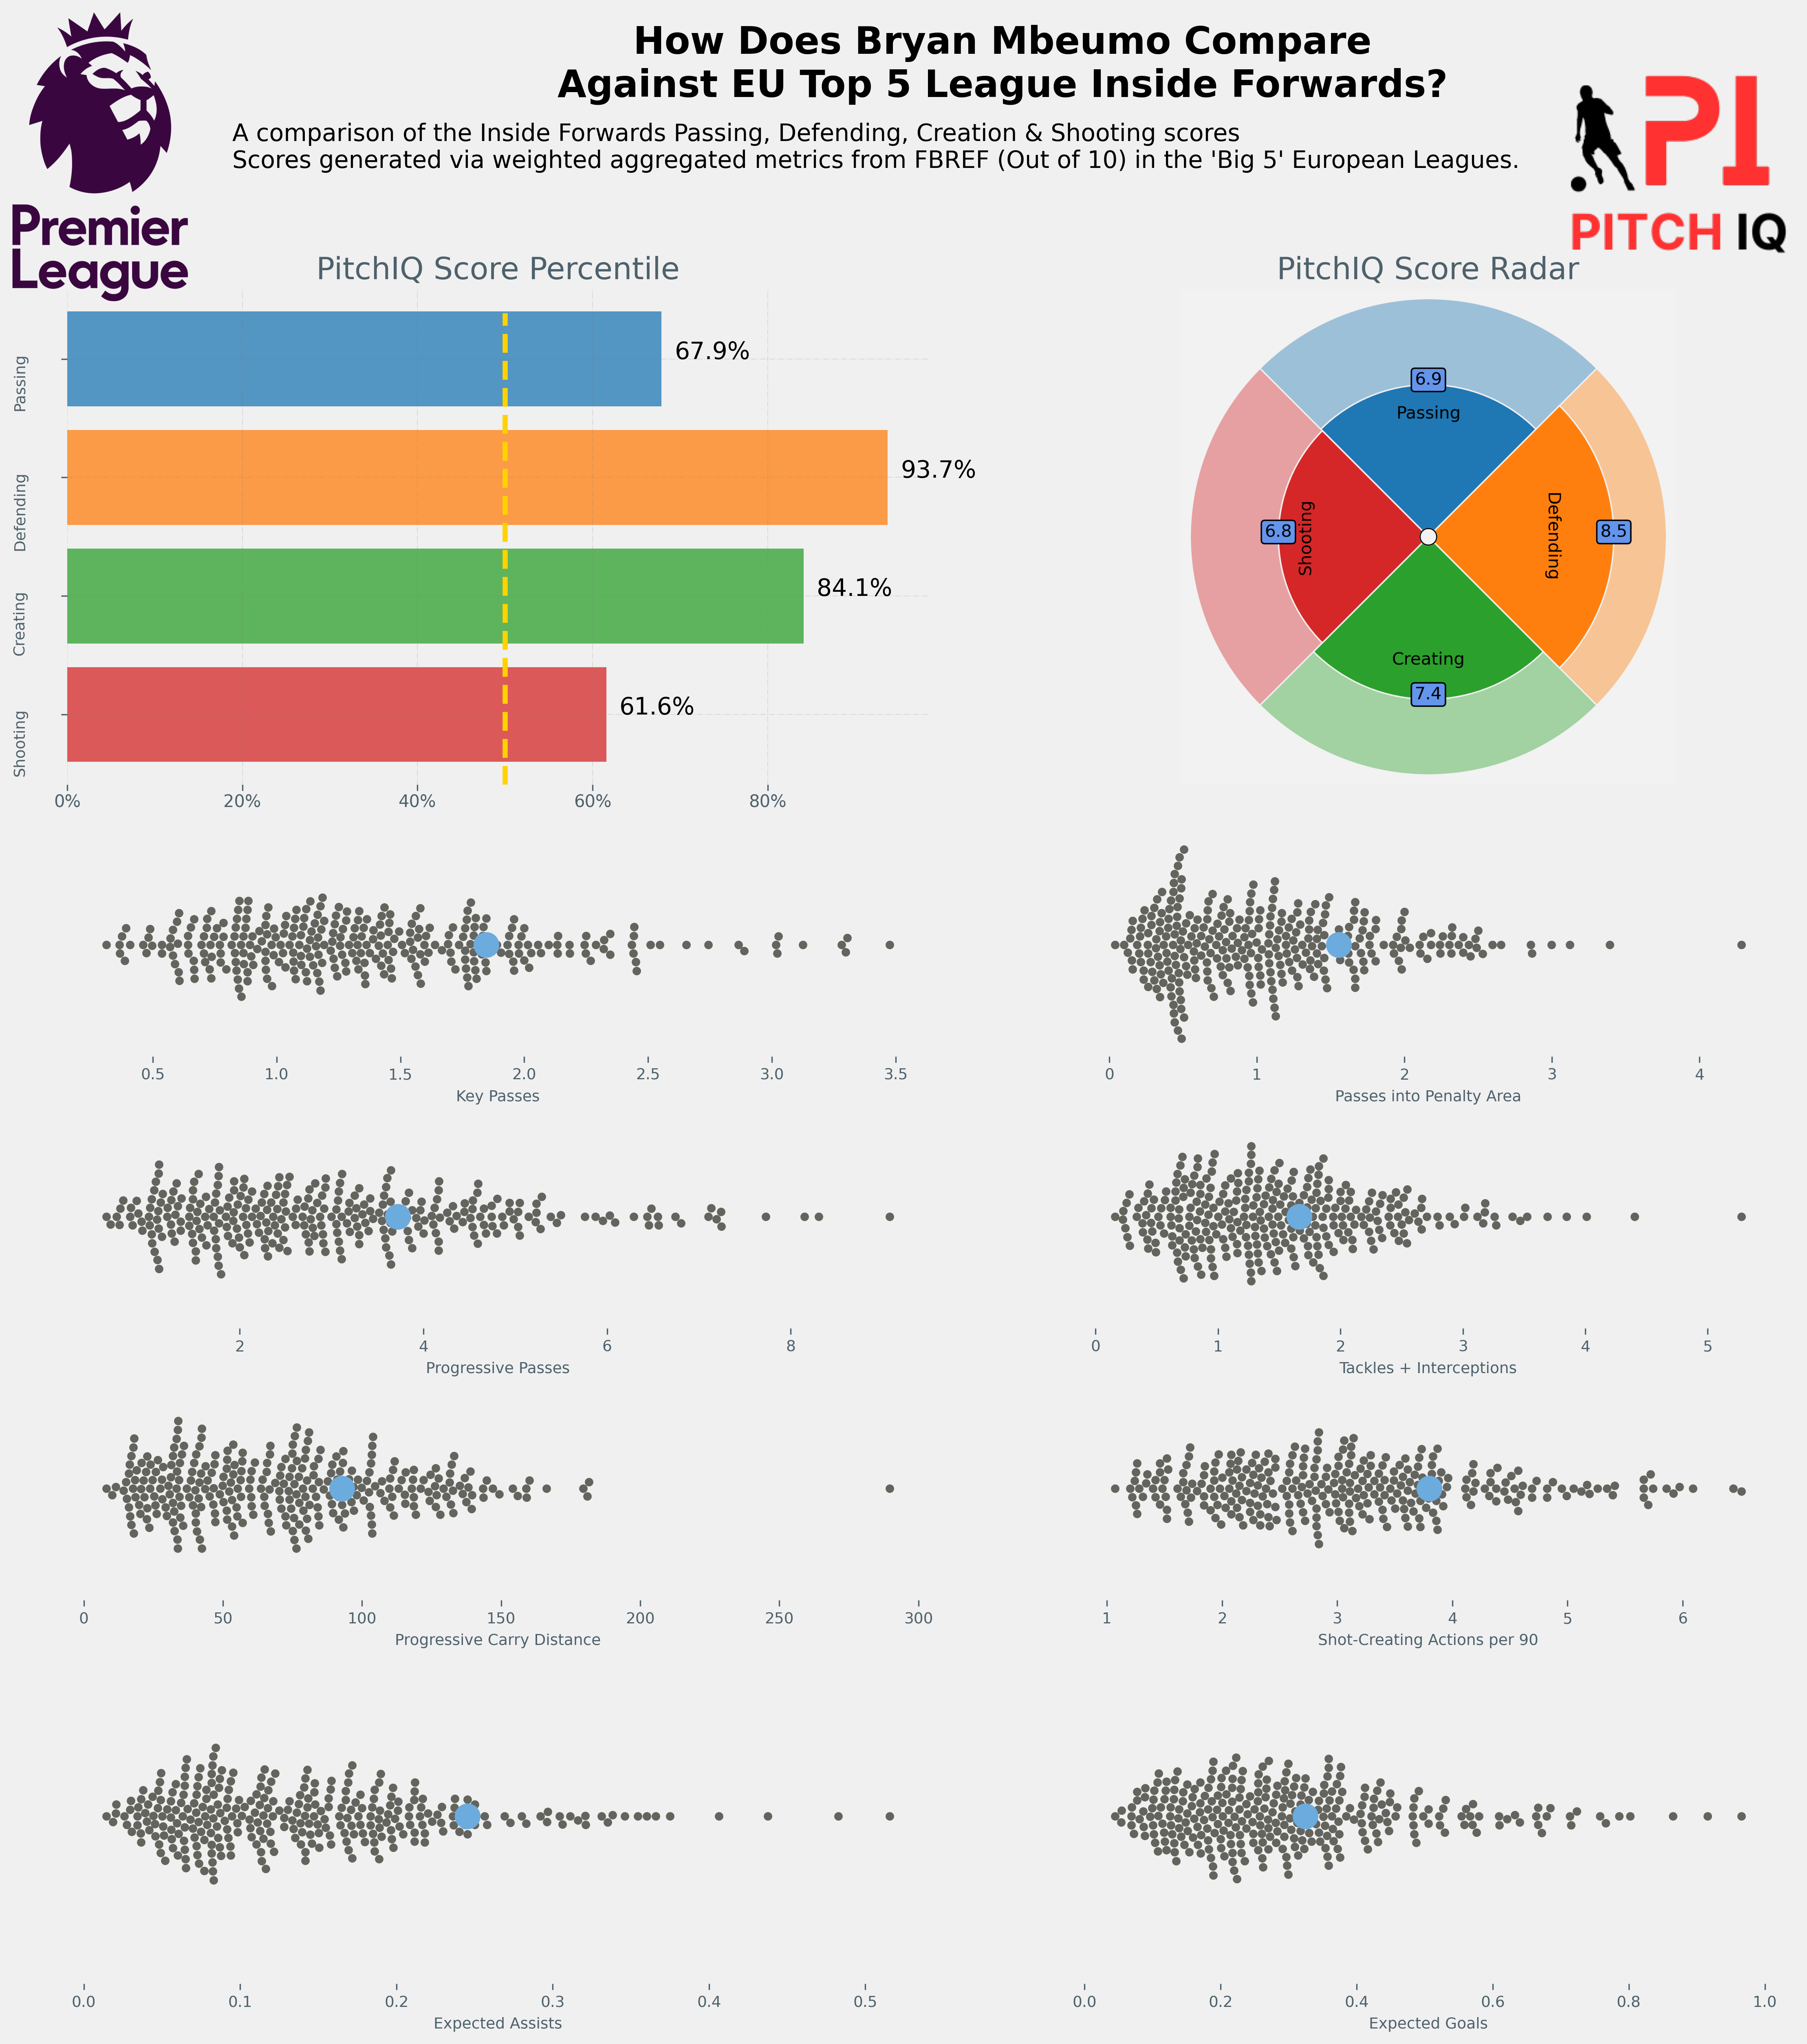 How Does Bryan Mbeumo Compare
Against EU Top 5 League Inside Forwards?
A comparison of the Inside Forwards Passing, Defending, Creation & Shooting scores
Scores generated via weighted aggregated metrics from FBREF (Out of 10) in the 'Big 5' European Leagues.
Premier
League
PI
PITCH IQ
PitchIQ Score Percentile
Passing
67.9%
Defending
93.7%
Creating
84.1%
Shooting
61.6%
0% 20% 40% 60% 80%
PitchIQ Score Radar
6.9
Passing
6.8
Shooting
Defending
8.5
Creating
7.4
0.5 1.0 1.5 2.0 2.5 3.0 3.5
Key Passes
0 1 2 3 4
Passes into Penalty Area
2 4 6 8
Progressive Passes
0 1 2 3 4 5
Tackles + Interceptions
0 50 100 150 200 250 300
Progressive Carry Distance
1 2 3 4 5 6
Shot-Creating Actions per 90
0.0 0.1 0.2 0.3 0.4 0.5
Expected Assists
0.0 0.2 0.4 0.6 0.8 1.0
Expected Goals